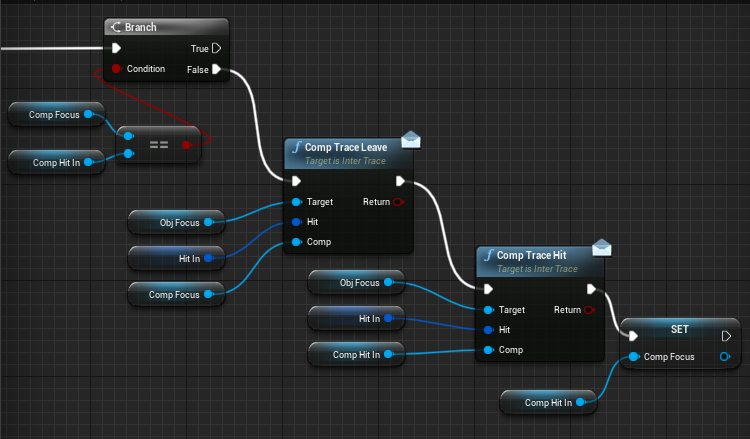 Branch
True
Condition
False
Comp Focus
==
Comp Hit In
f Comp Trace Leave
Target is Inter Trace
Obj Focus
Target
Return
Hit In
Hit
Comp Focus
Comp
f Comp Trace Hit
Target is Inter Trace
Obj Focus
Target
Return
Hit In
Hit
Comp Hit In
Comp
SET
Comp Focus
Comp Hit In